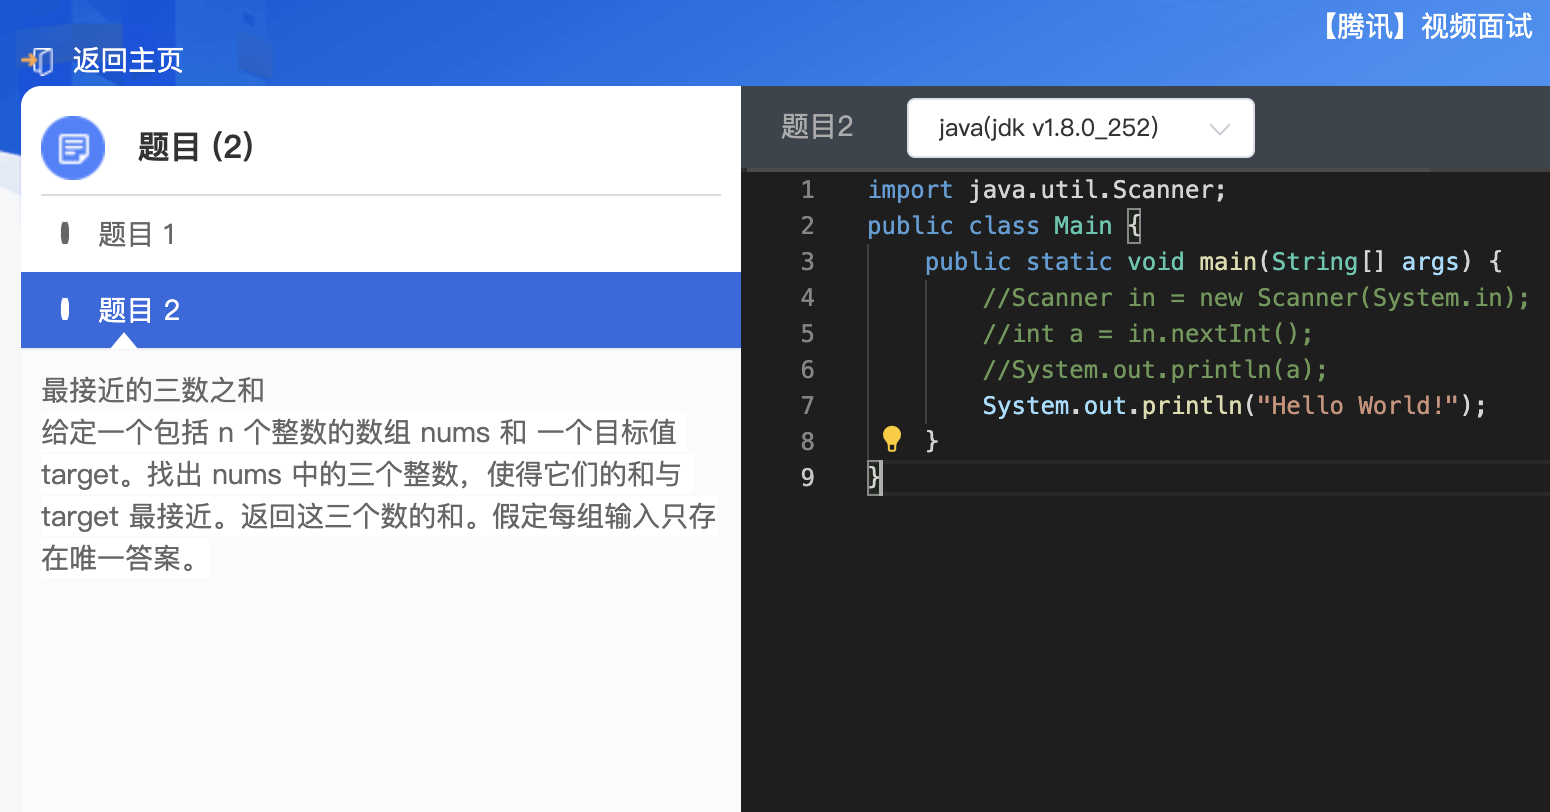 【腾讯】视频面试
返回主页
题目 (2)
题目 1
题目 2
最接近的三数之和
给定一个包括 n 个整数的数组 nums 和 一个目标值
target。找出 nums 中的三个整数，使得它们的和与
target 最接近。返回这三个数的和。假定每组输入只存
在唯一答案。
题目2
java(jdk v1.8.0_252)
1 import java.util.Scanner;
2 public class Main {
3 public static void main(String[] args) {
4 //Scanner in = new Scanner(System.in);
5 //int a = in.nextInt();
6 //System.out.println(a);
7 System.out.println("Hello World!");
8 }
9 }